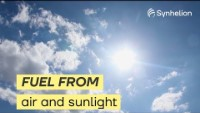 Synhelion
FUEL FROM
air and sunlight